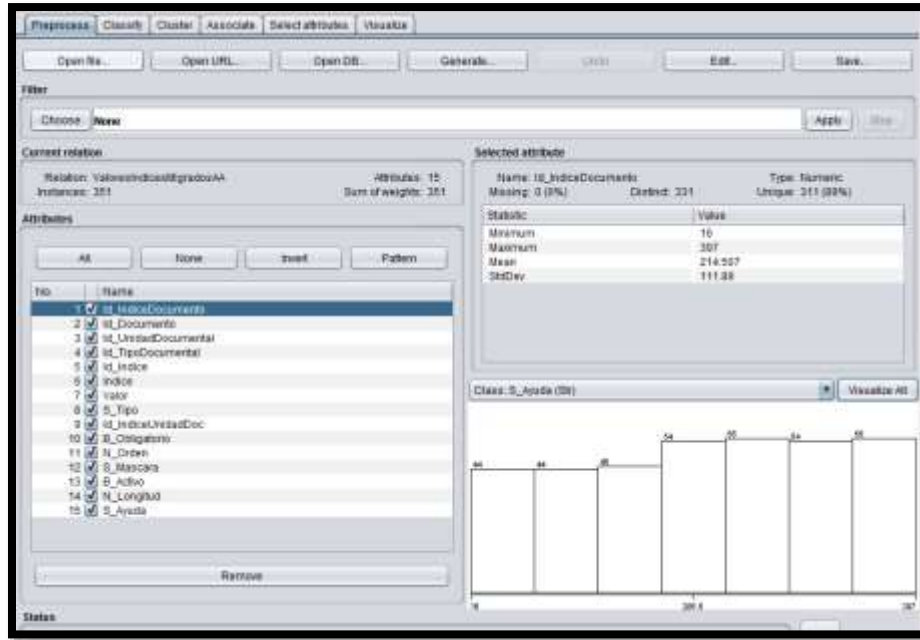 Preprocess Classify Cluster Associate Select attributes Visualize
Open file... Open URL... Open DB... Generate... Undo Edit... Save...
Filter
Choose None Apply Stop
Current relation
Instances: 351 Attributes: 15
Sum of weights: 351
Attributes
All None Invert Pattern
No. Name
1 Id_IndiceDocumento
2 Id_Documento
3 Id_UnidadDocumental
4 Id_TipoDocumental
5 Id_Indice
6 Indice
7 Valor
8 S_Tipo
9 Id_IndiceUnidadDoc
10 B_Obligatorio
11 N_Orden
12 S_Mascara
13 B_Activo
14 N_Longitud
15 S_Ayuda
Remove
Status
Selected attribute
Name: Id_IndiceDocumento Type: Numeric
Missing: 0 (0%) Distinct: 331 Unique: 311 (89%)
Statistic Value
Minimum
Maximum 397
Mean 214.507
StdDev 111.88
Class: S_Ayuda (Str) Visualize All
54 55 54 55